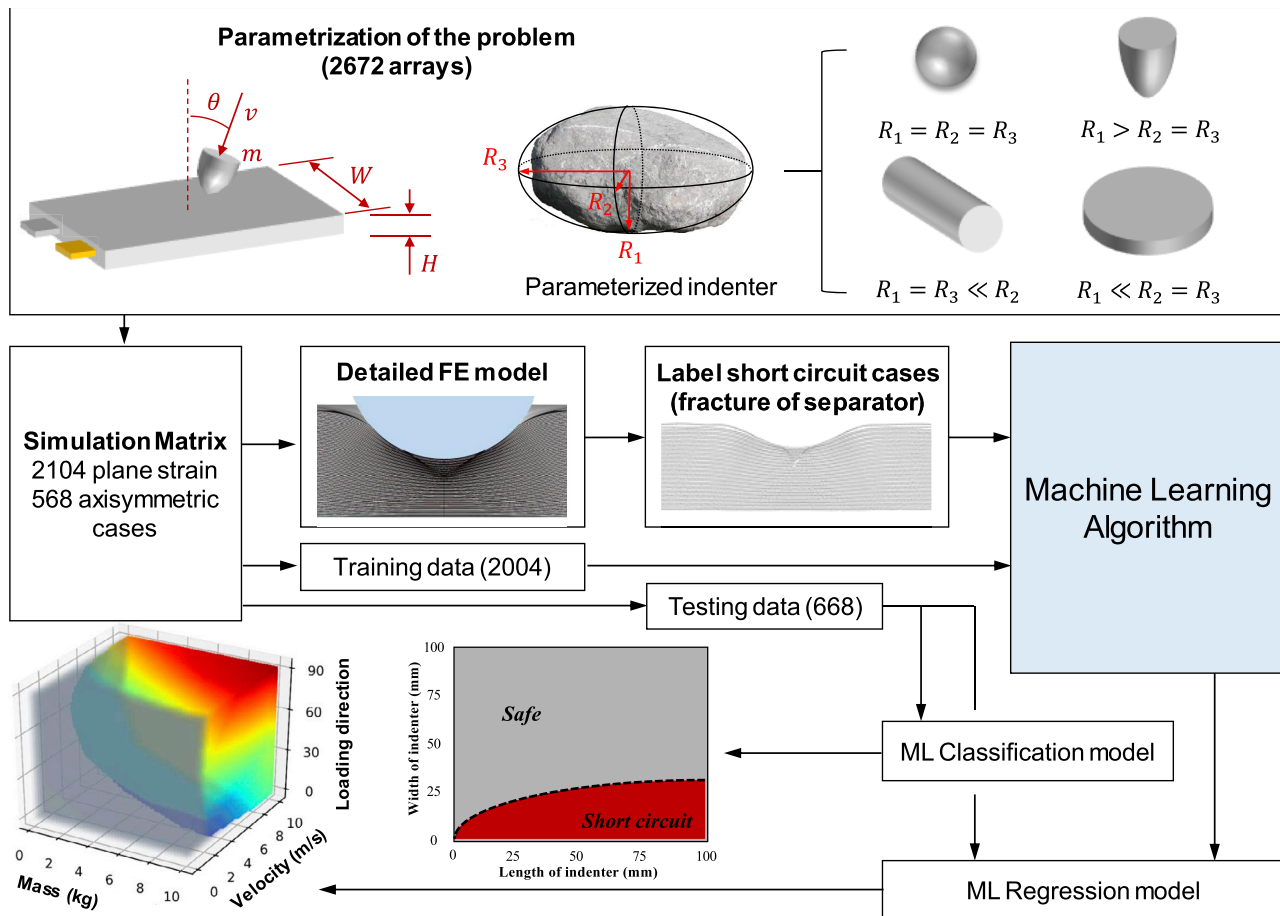 Parametrization of the problem
(2672 arrays)
θ
v
m
W
H
R₃
R₂
R₁
Parameterized indenter
R₁ = R₂ = R₃
R₁ > R₂ = R₃
R₁ = R₃ ≪ R₂
R₁ ≪ R₂ = R₃
Simulation Matrix
2104 plane strain
568 axisymmetric
cases
Detailed FE model
Label short circuit cases
(fracture of separator)
Machine Learning
Algorithm
Training data (2004)
Testing data (668)
ML Classification model
ML Regression model
Width of indenter (mm)
100
75
50
25
0
Safe
Short circuit
0 25 50 75 100
Length of indenter (mm)
Loading direction
90
60
30
0
Velocity (m/s)
0 2 4 6 8 10
Mass (kg)
0 2 4 6 8 10